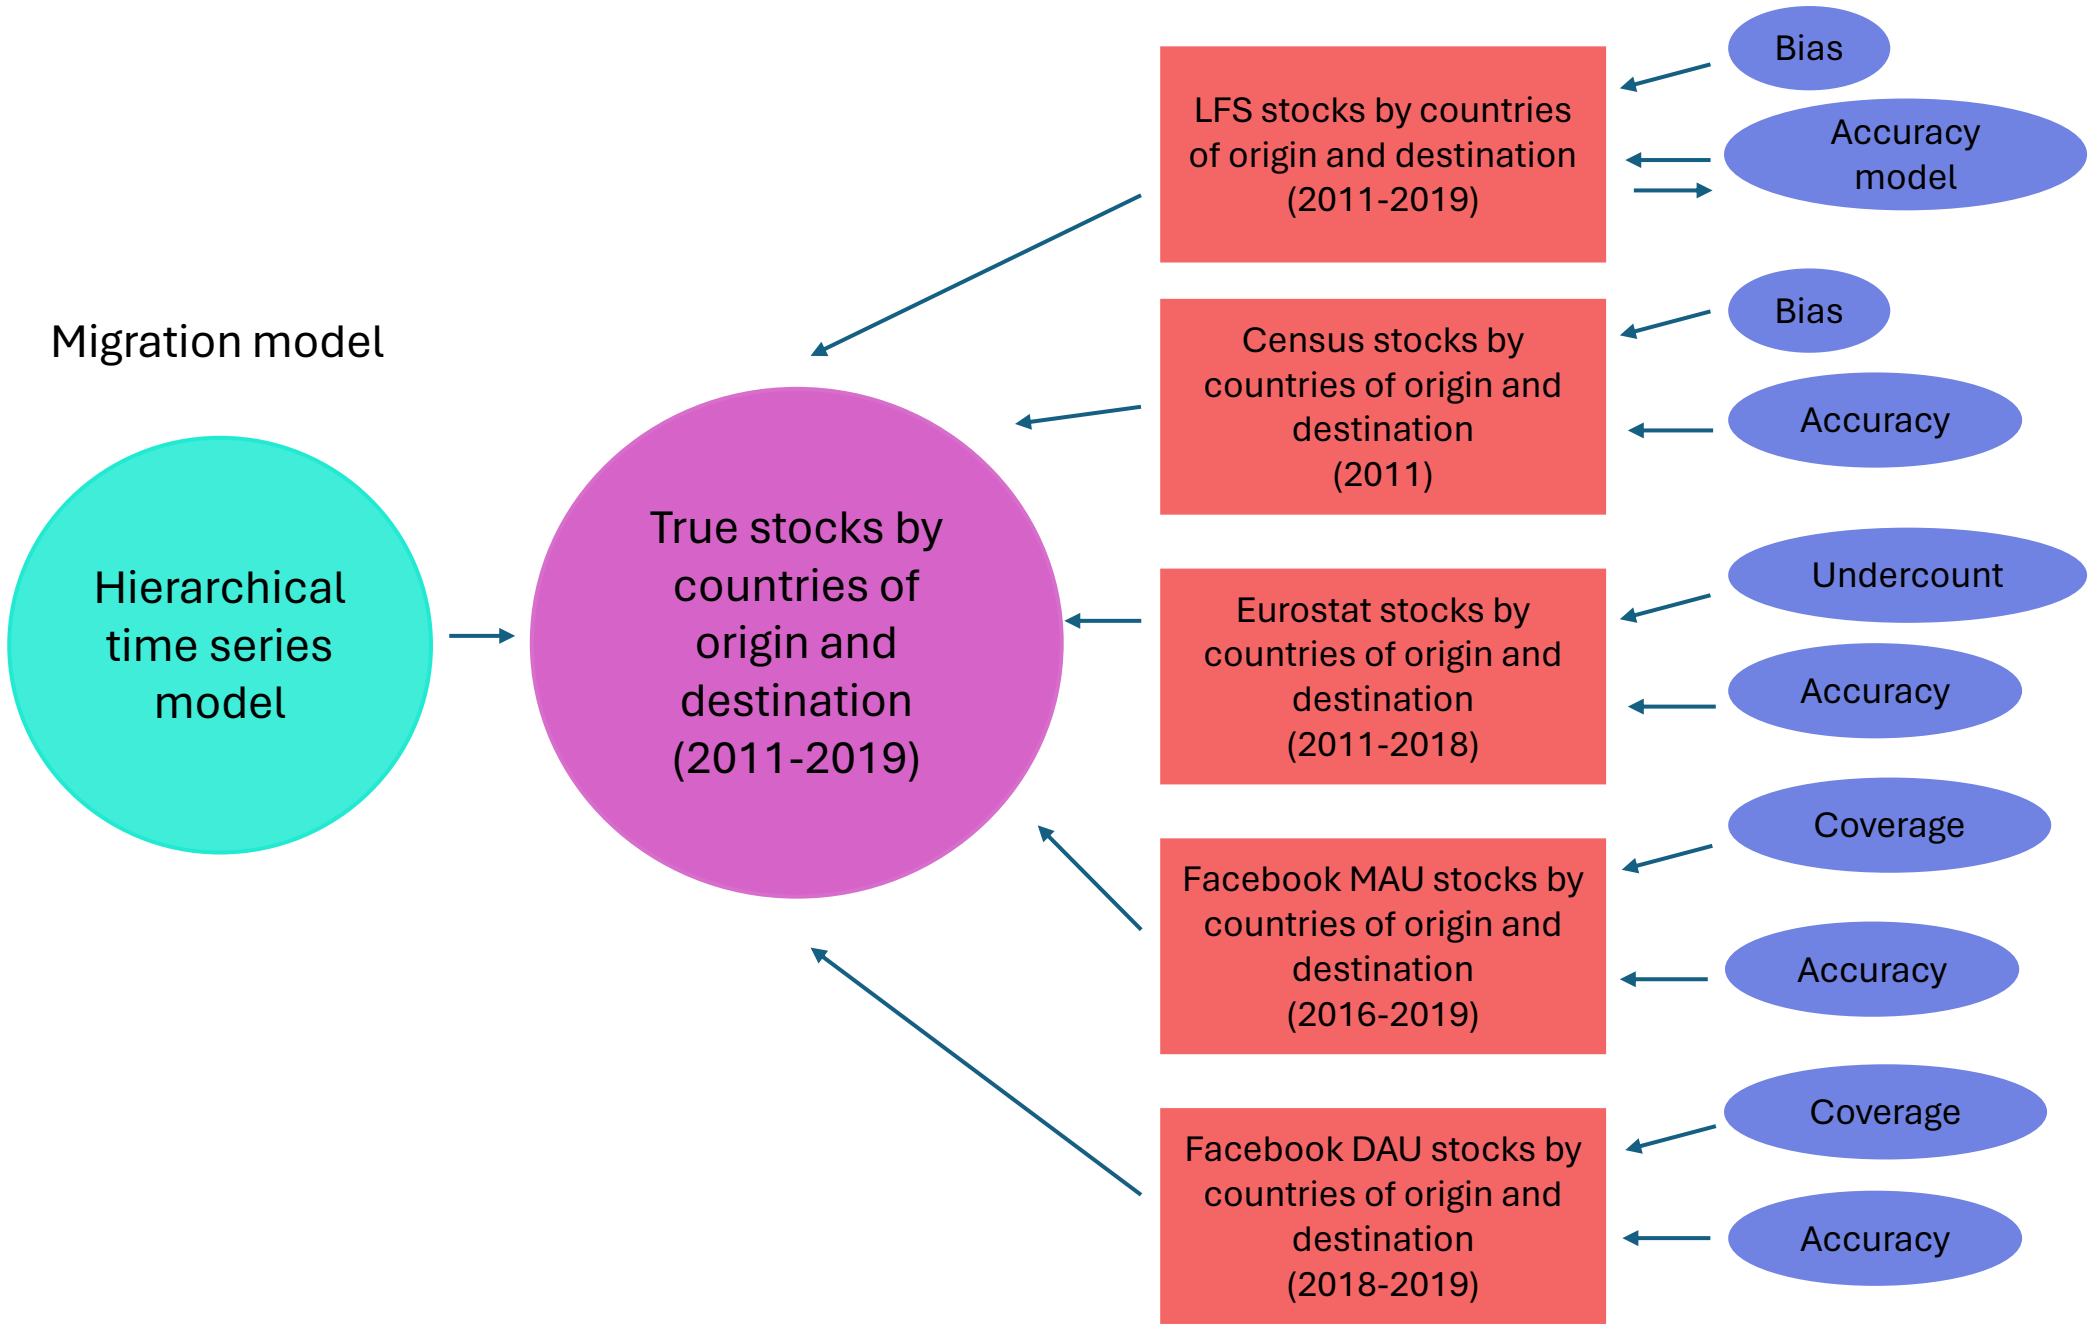 Migration model
Hierarchical
time series
model
True stocks by
countries of
origin and
destination
(2011-2019)
LFS stocks by countries
of origin and destination
(2011-2019)
Bias
Accuracy
model
Census stocks by
countries of origin and
destination
(2011)
Bias
Accuracy
Eurostat stocks by
countries of origin and
destination
(2011-2018)
Undercount
Accuracy
Facebook MAU stocks by
countries of origin and
destination
(2016-2019)
Coverage
Accuracy
Facebook DAU stocks by
countries of origin and
destination
(2018-2019)
Coverage
Accuracy